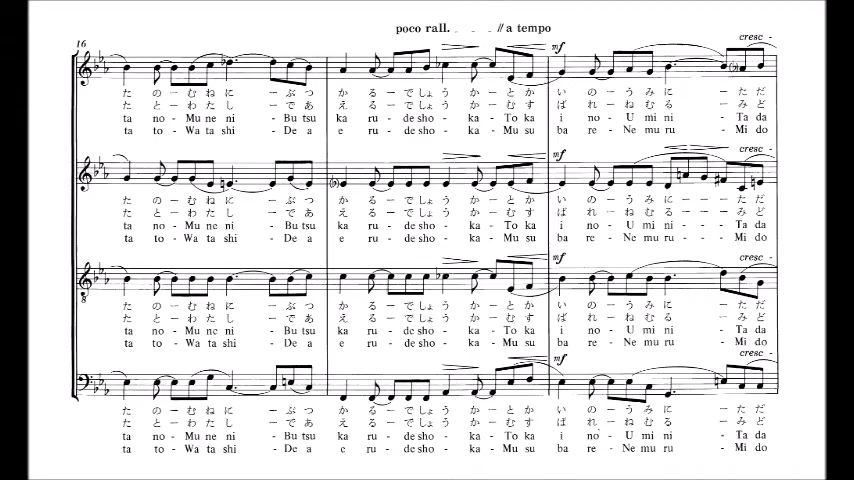 poco rall. _ _ _ // a tempo
16
cresc -
mf
た の ー む ね に ー ぶ つ か る ー で しょ う か ー と か い の ー う み に ー た だ
た と ー わ た し ー で あ え る ー で しょ う か ー む す ば れ ー ね む る ー み ど
ta no - Mu ne ni - Bu tsu ka ru - de sho - ka - To ka i no - U mi ni - Ta da
ta to - Wa ta shi - De a e ru - de sho - ka - Mu su ba re - Ne mu ru - Mi do
cresc -
mf
た の ー む ね に ー ぶ つ か る ー で しょ う か ー と か い の ー う み に ー ー ー た だ
た と ー わ た し ー で あ え る ー で しょ う か ー む す ば れ ー ね む る ー ー ー み ど
ta no - Mu ne ni - Bu tsu ka ru - de sho - ka - To ka i no - U mi ni - - - Ta da
ta to - Wa ta shi - De a e ru - de sho - ka - Mu su ba re - Ne mu ru - - - Mi do
cresc -
mf
8
た の ー む ね に ー ぶ つ か る ー で しょ う か ー と か い の ー う み に ー た だ
た と ー わ た し ー で あ え る ー で しょ う か ー む す ば れ ー ね む る ー み ど
ta no - Mu ne ni - Bu tsu ka ru - de sho - ka - To ka i no - U mi ni - Ta da
ta to - Wa ta shi - De a e ru - de sho - ka - Mu su ba re - Ne mu ru - Mi do
cresc -
mf
た の ー む ね に ー ぶ つ か る ー で しょ う か ー と か い の ー う み に ー た だ
た と ー わ た し ー で あ え る ー で しょ う か ー む す ば れ ー ね む る ー み ど
ta no - Mu ne ni - Bu tsu ka ru - de sho - ka - To ka i no - U mi ni - Ta da
ta to - Wa ta shi - De a e ru - de sho - ka - Mu su ba re - Ne mu ru - Mi do